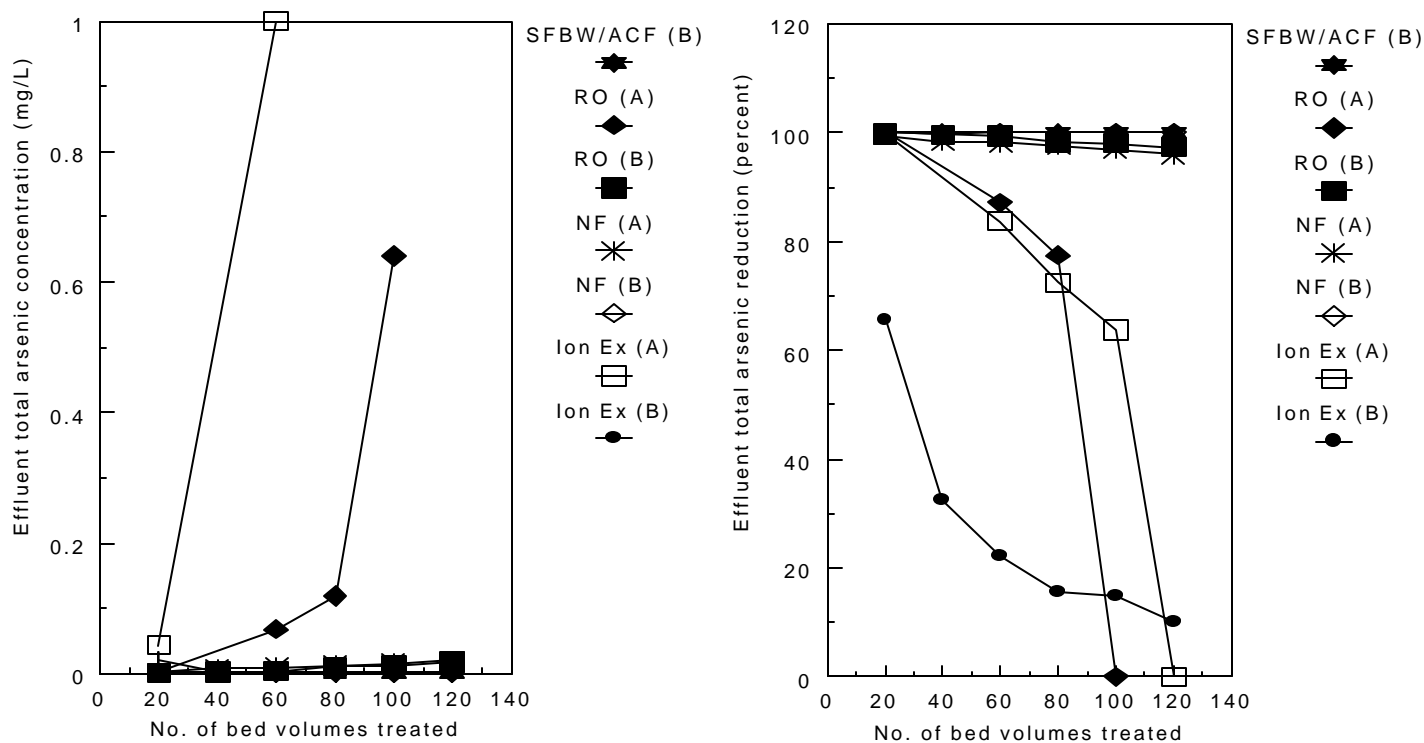 Effluent total arsenic concentration (mg/L)
1
0.8
0.6
0.4
0.2
0
0 20 40 60 80 100 120 140
No. of bed volumes treated
SFBW/ACF (B)
RO (A)
RO (B)
NF (A)
NF (B)
Ion Ex (A)
Ion Ex (B)
Effluent total arsenic reduction (percent)
120
100
80
60
40
20
0
0 20 40 60 80 100 120 140
No. of bed volumes treated
SFBW/ACF (B)
RO (A)
RO (B)
NF (A)
NF (B)
Ion Ex (A)
Ion Ex (B)